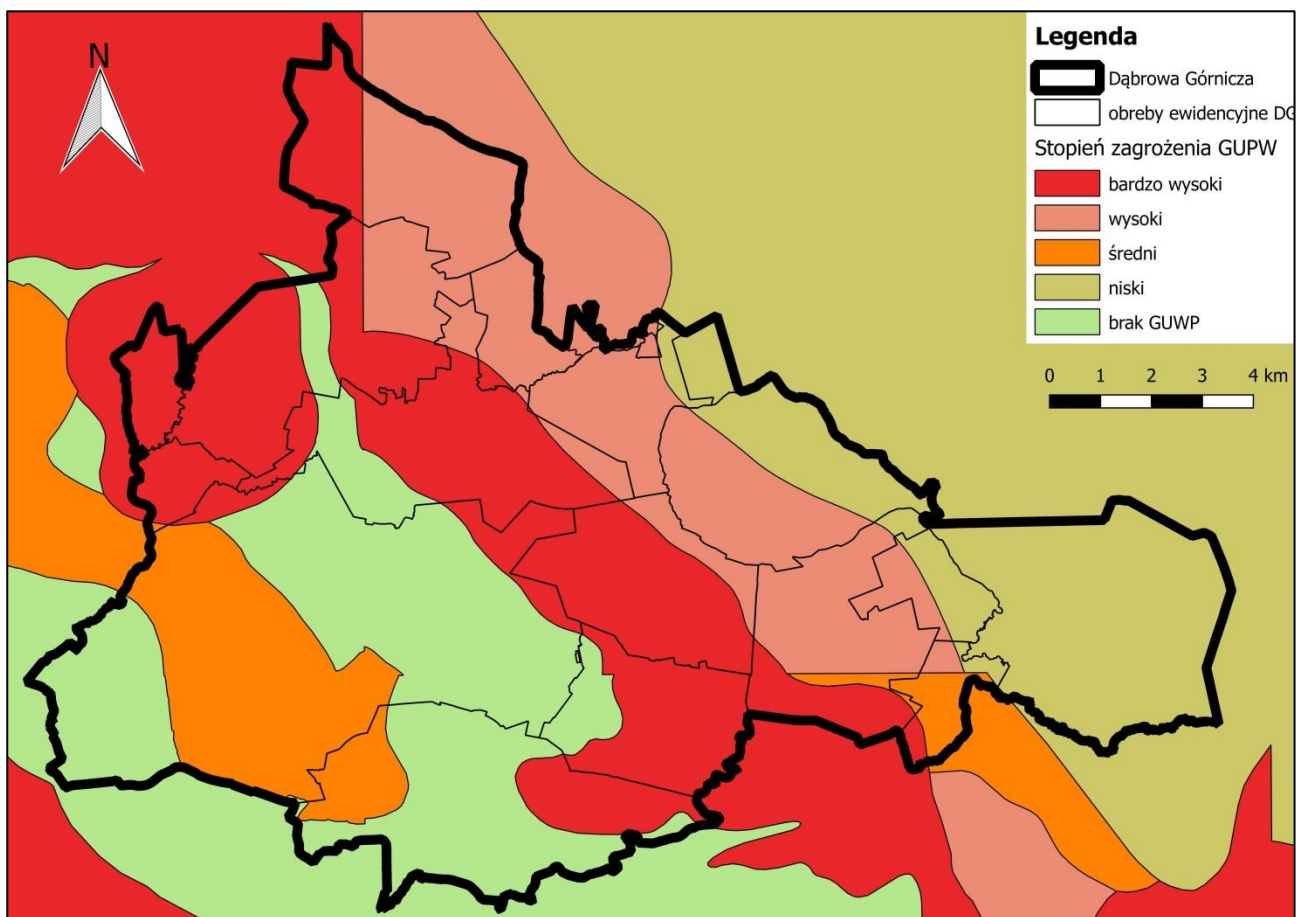 N
Legenda
Dąbrowa Górnicza
obreby ewidencyjne DG
Stopień zagrożenia GUPW
bardzo wysoki
wysoki
średni
niski
brak GUWP
0 1 2 3 4 km